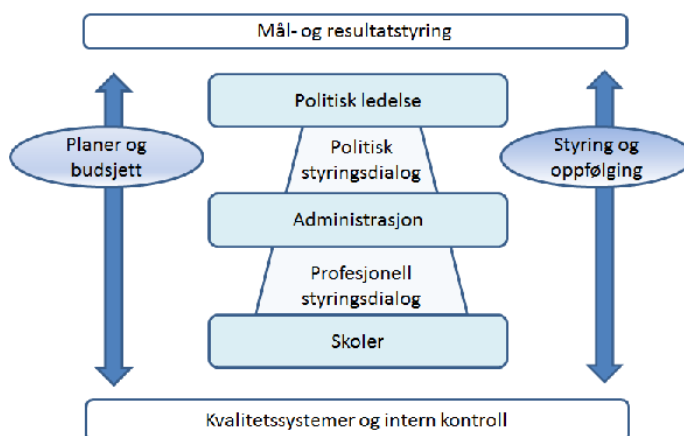 Mål- og resultatstyring
Politisk ledelse
Planer og
budsjett
Politisk
styringsdialog
Styring og
oppfølging
Administrasjon
Profesjonell
styringsdialog
Skoler
Kvalitetssystemer og intern kontroll